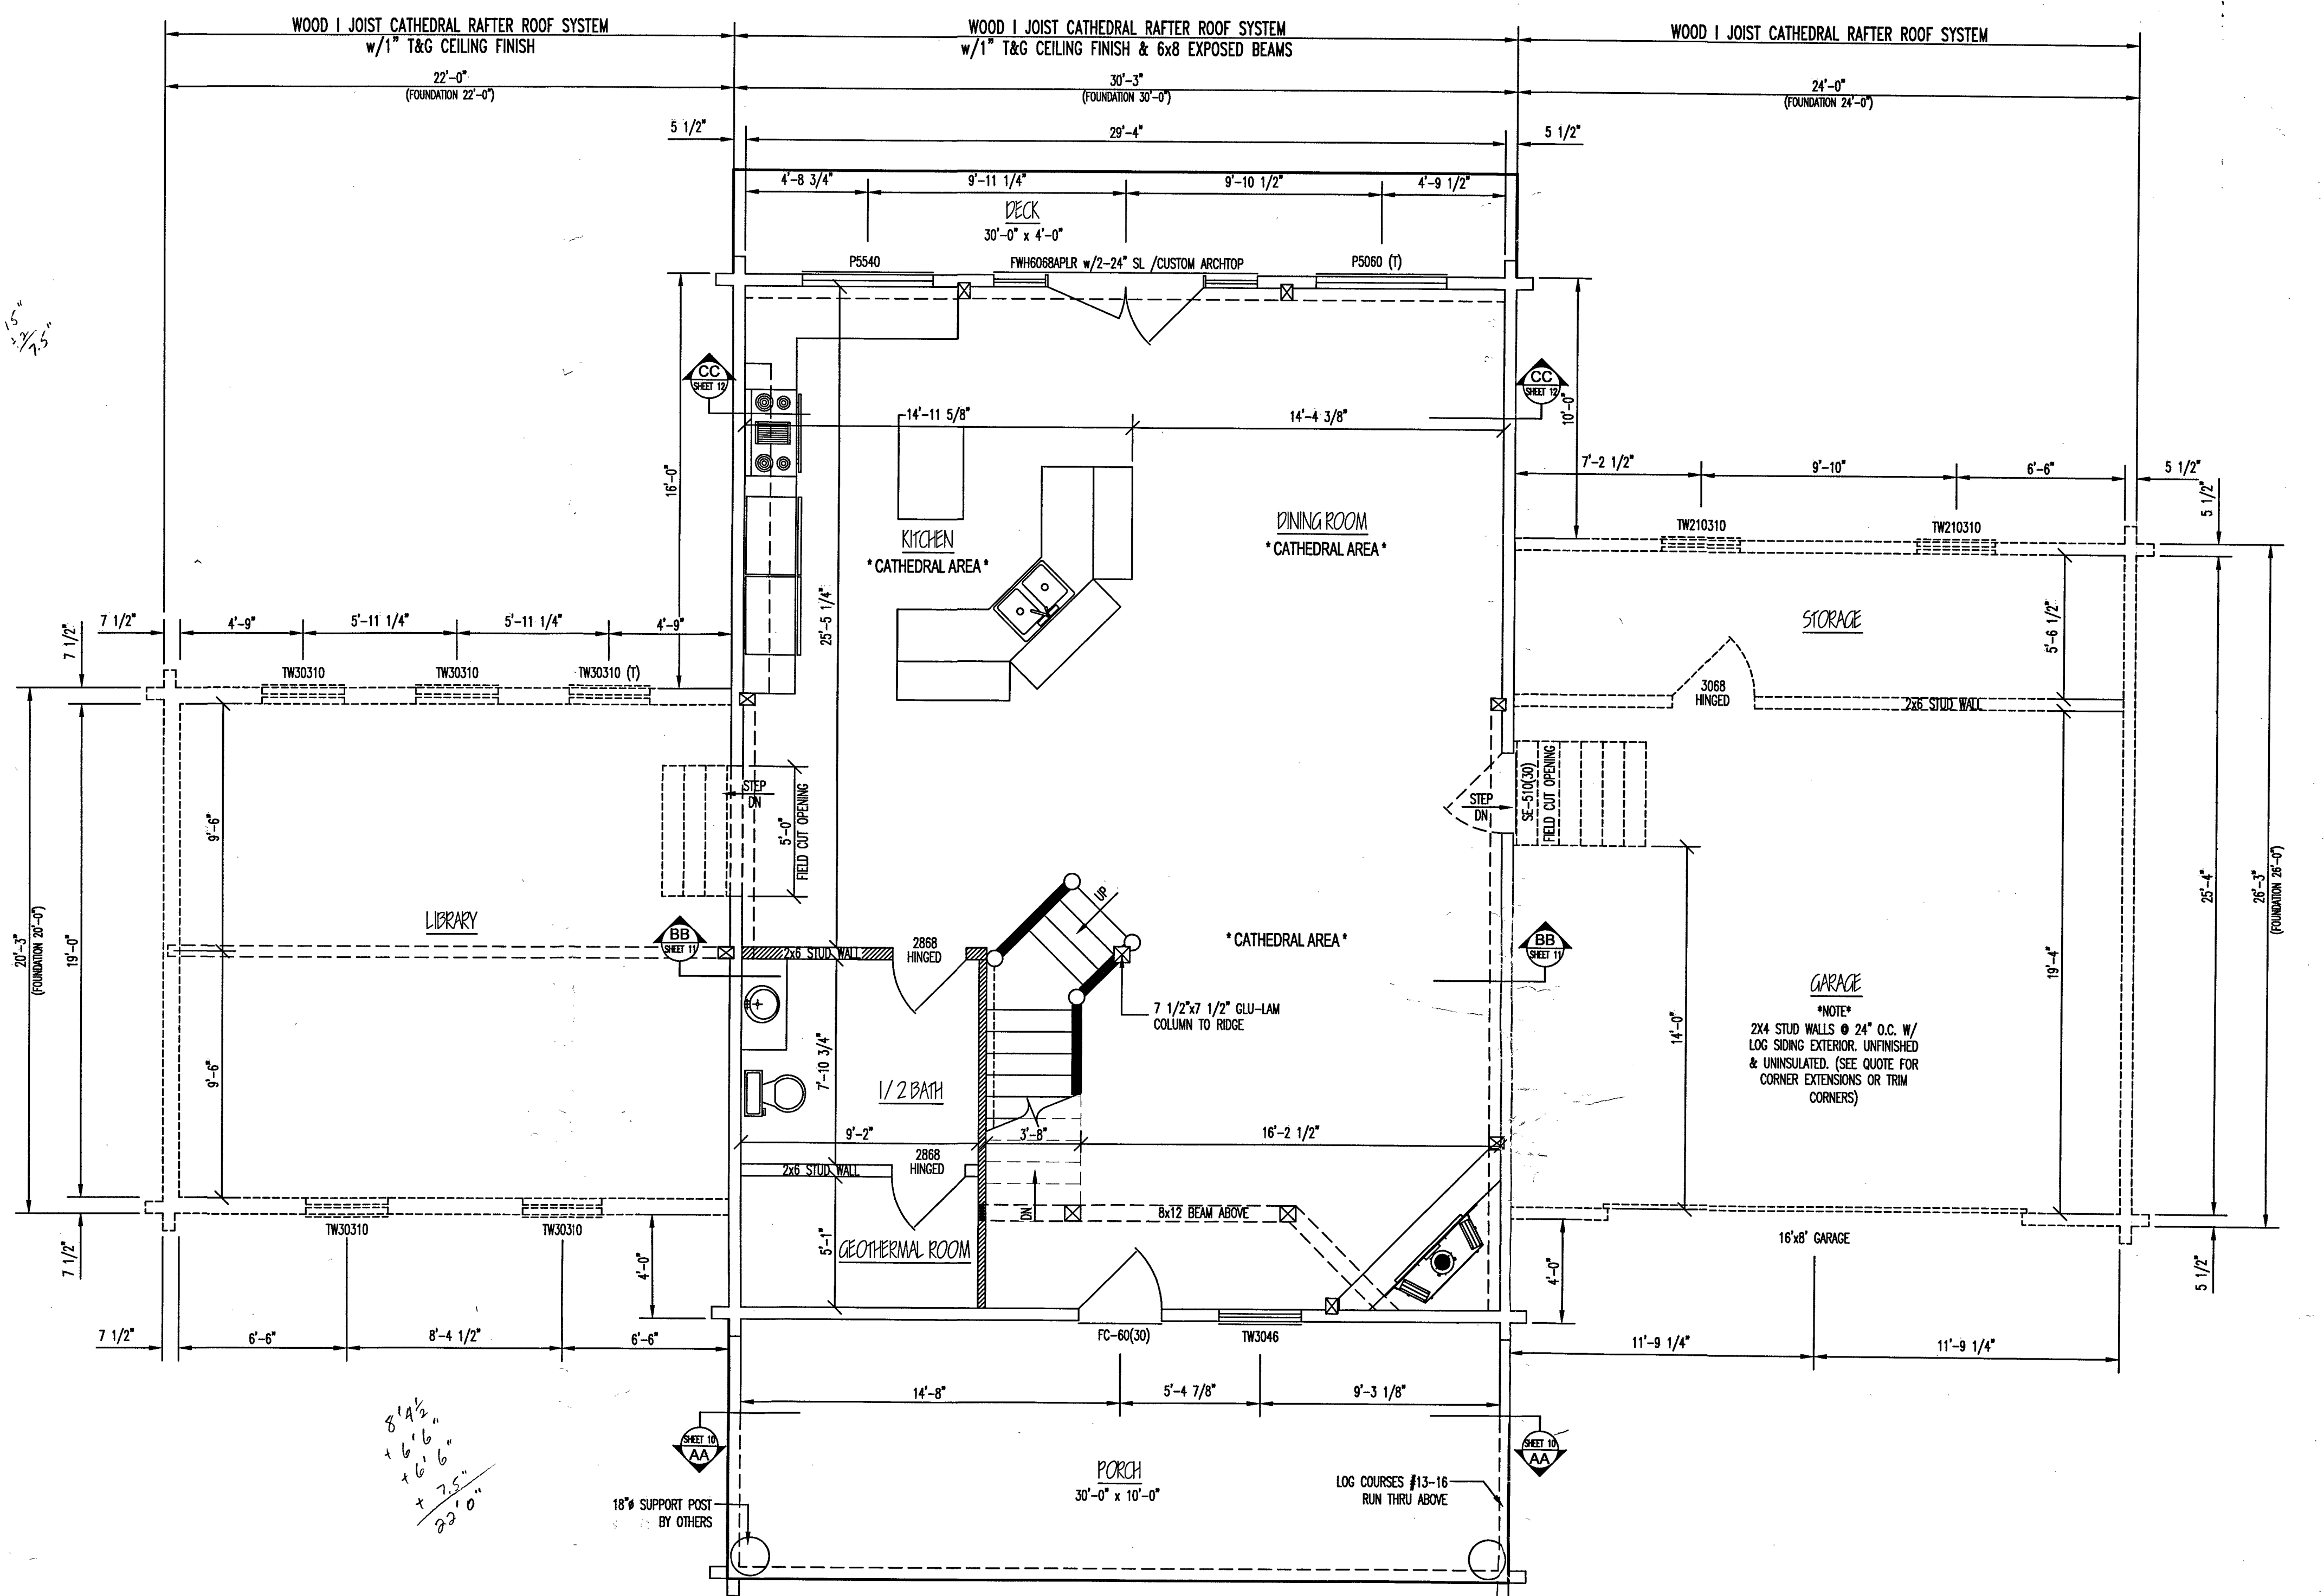 WOOD I JOIST CATHEDRAL RAFTER ROOF SYSTEM
w/1" T&G CEILING FINISH
WOOD I JOIST CATHEDRAL RAFTER ROOF SYSTEM
w/1" T&G CEILING FINISH & 6x8 EXPOSED BEAMS
WOOD I JOIST CATHEDRAL RAFTER ROOF SYSTEM
22'-0"
(FOUNDATION 22'-0")
30'-3"
(FOUNDATION 30'-0")
24'-0"
(FOUNDATION 24'-0")
5 1/2"
29'-4"
5 1/2"
4'-8 3/4"
9'-11 1/4"
9'-10 1/2"
4'-9 1/2"
DECK
30'-0" x 4'-0"
P5540
FWH6068APLR w/2-24" SL /CUSTOM ARCHTOP
P5060 (T)
15"
7.5"
CC
SHEET 12
CC
SHEET 12
14'-11 5/8"
14'-4 3/8"
16'-0"
10'-0"
7'-2 1/2"
9'-10"
6'-6"
5 1/2"
5 1/2"
TW210310
TW210310
KITCHEN
* CATHEDRAL AREA *
DINING ROOM
* CATHEDRAL AREA *
25'-5 1/4"
STORAGE
5'-6 1/2"
3068
HINGED
2x6 STUD WALL
7 1/2"
7 1/2"
4'-9"
5'-11 1/4"
5'-11 1/4"
4'-9"
TW30310
TW30310
TW30310 (T)
STEP
DN
5'-0"
FIELD CUT OPENING
STEP
DN
SE-510(30)
FIELD CUT OPENING
9'-6"
LIBRARY
20'-3"
(FOUNDATION 20'-0")
19'-0"
9'-6"
BB
SHEET 11
BB
SHEET 11
2x6 STUD WALL
2868
HINGED
UP
* CATHEDRAL AREA *
7 1/2"x7 1/2" GLU-LAM
COLUMN TO RIDGE
25'-4"
26'-3"
(FOUNDATION 26'-0")
19'-4"
14'-0"
GARAGE
*NOTE*
2X4 STUD WALLS @ 24" O.C. W/
LOG SIDING EXTERIOR. UNFINISHED
& UNINSULATED. (SEE QUOTE FOR
CORNER EXTENSIONS OR TRIM
CORNERS)
7'-10 3/4"
1/2 BATH
9'-2"
3'-8"
16'-2 1/2"
2x6 STUD WALL
2868
HINGED
DN
8x12 BEAM ABOVE
5'-1"
GEOTHERMAL ROOM
TW30310
TW30310
7 1/2"
4'-0"
4'-0"
16'x8' GARAGE
5 1/2"
7 1/2"
6'-6"
8'-4 1/2"
6'-6"
FC-60(30)
TW3046
11'-9 1/4"
11'-9 1/4"
14'-8"
5'-4 7/8"
9'-3 1/8"
8'4½"
+ 6'6"
+ 6'6"
+ 7.5"
22'0"
SHEET 10
AA
SHEET 10
AA
PORCH
30'-0" x 10'-0"
18"ø SUPPORT POST
BY OTHERS
LOG COURSES #13-16
RUN THRU ABOVE